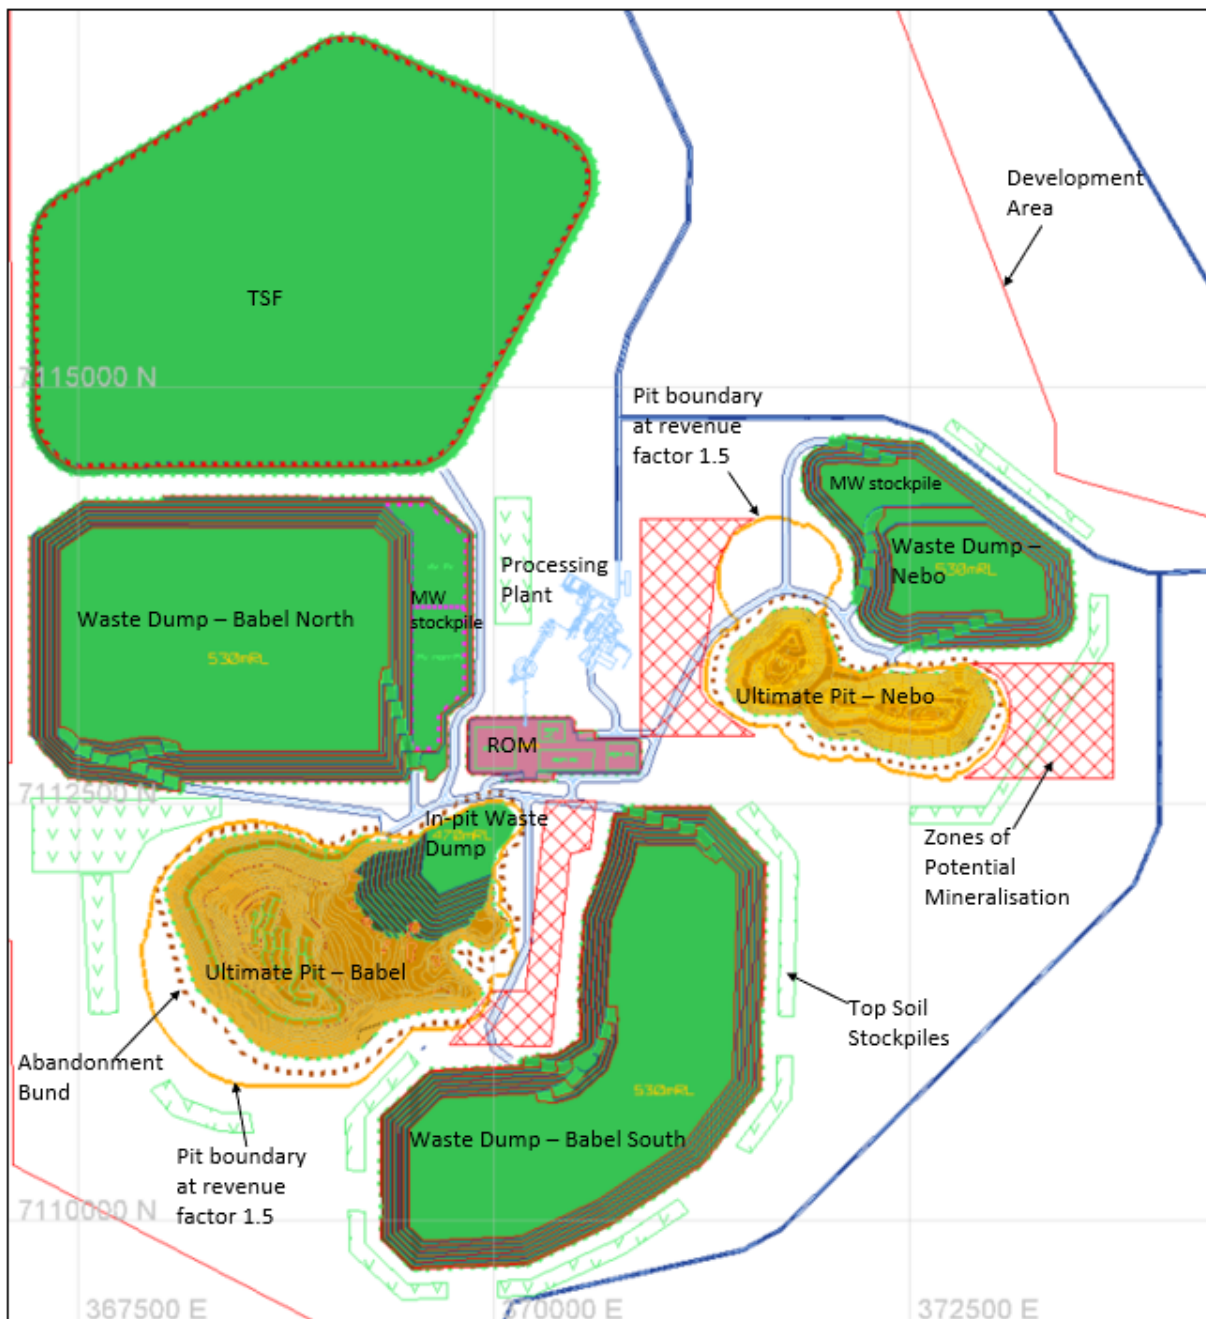 Development
Area
TSF
7115000 N
Pit boundary
at revenue
factor 1.5
MW stockpile
Waste Dump –
Nebo
530mRL
Processing
Plant
MW
stockpile
Waste Dump – Babel North
530mRL
Ultimate Pit – Nebo
ROM
7112500 N
In-pit Waste
Dump
470mRL
Zones of
Potential
Mineralisation
Ultimate Pit – Babel
Top Soil
Stockpiles
Abandonment
Bund
530mRL
Waste Dump – Babel South
Pit boundary
at revenue
factor 1.5
7110000 N
367500 E
370000 E
372500 E